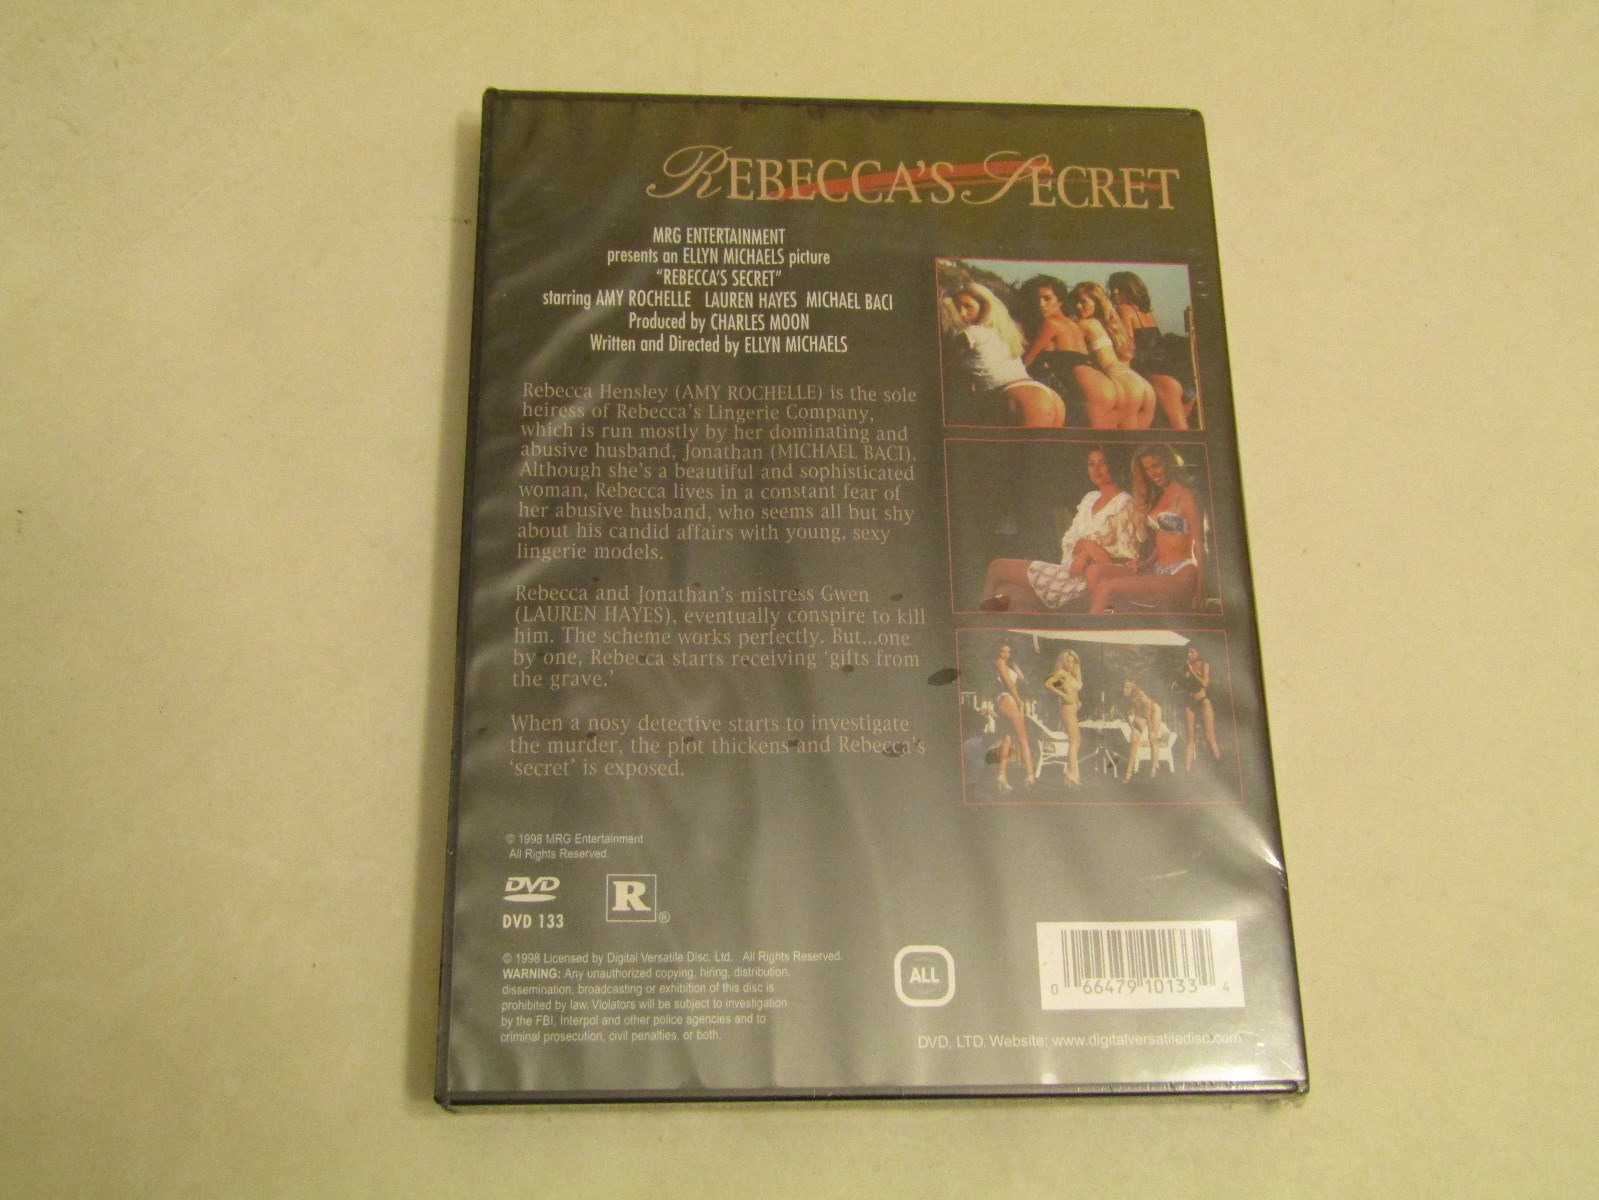 REBECCA'S SECRET
MRG ENTERTAINMENT
presents an ELLYN MICHAELS picture
"REBECCA'S SECRET"
starring AMY ROCHELLE LAUREN HAYES MICHAEL BACI
Produced by CHARLES MOON
Written and Directed by ELLYN MICHAELS
Rebecca Hensley (AMY ROCHELLE) is the sole
heiress of Rebecca's Lingerie Company,
which is run mostly by her dominating and
abusive husband, Jonathan (MICHAEL BACI).
Although she's a beautiful and sophisticated
woman, Rebecca lives in a constant fear of
her abusive husband, who seems all but shy
about his candid affairs with young, sexy
lingerie models.
Rebecca and Jonathan's mistress Gwen
(LAUREN HAYES), eventually conspire to kill
him. The scheme works perfectly. But...one
by one, Rebecca starts receiving 'gifts from
the grave.'
When a nosy detective starts to investigate
the murder, the plot thickens and Rebecca's
'secret' is exposed.
© 1998 MRG Entertainment
All Rights Reserved.
DVD
R ®
DVD 133
© 1998 Licensed by Digital Versatile Disc, Ltd. All Rights Reserved.
WARNING: Any unauthorized copying, hiring, distribution,
dissemination, broadcasting or exhibition of this disc is
prohibited by law. Violators will be subject to investigation
by the FBI, Interpol and other police agencies and to
criminal prosecution, civil penalties, or both.
ALL
0 66479 10133 4
DVD, LTD. Website: www.digitalversatiledisc.com